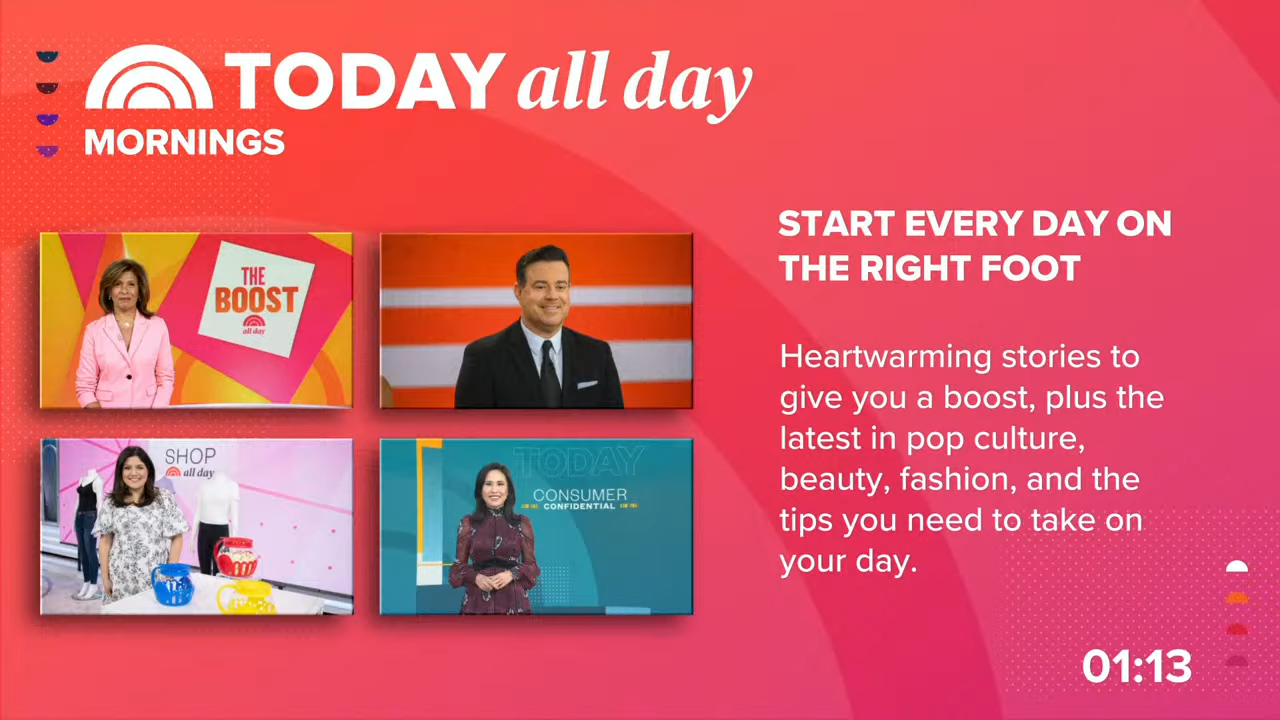 TODAY all day
MORNINGS
THE
BOOST
all day
SHOP
all day
TODAY
CONSUMER
CONFIDENTIAL
START EVERY DAY ON
THE RIGHT FOOT
Heartwarming stories to
give you a boost, plus the
latest in pop culture,
beauty, fashion, and the
tips you need to take on
your day.
01:13